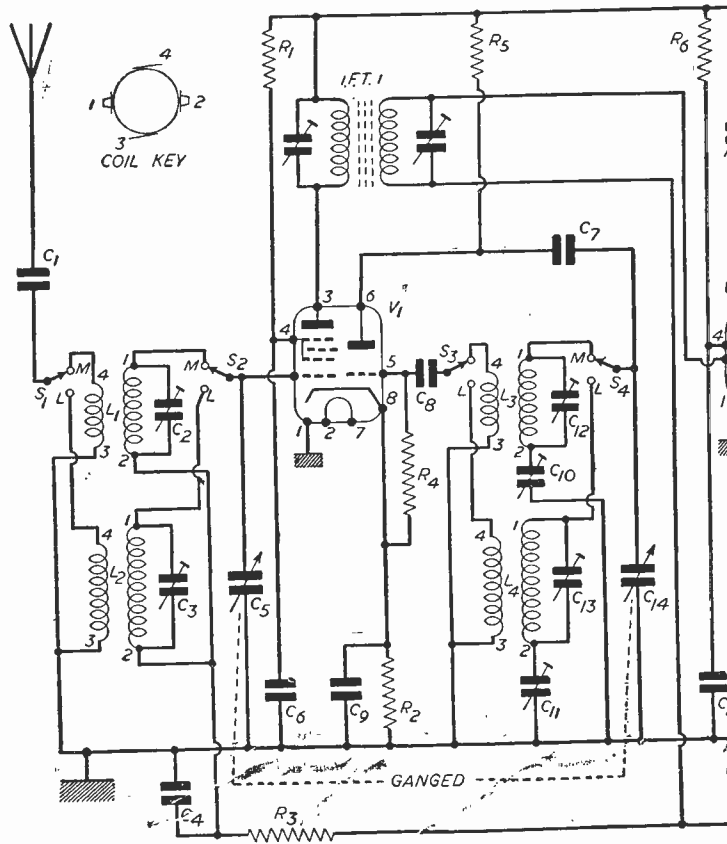 R1
R5
R6
4
I.F.T. 1
1
2
3
COIL KEY
C1
C7
3
6
V1
4
5
8
1
2
7
S1
M
L
4
L1
3
1
2
C2
M
L
S2
C8
S3
M
L
4
3
L3
1
2
C12
C10
M
L
S4
4
R4
4
L2
3
1
2
C3
C5
4
L4
3
1
2
C13
C14
C11
C6
C9
R2
GANGED
C4
R3